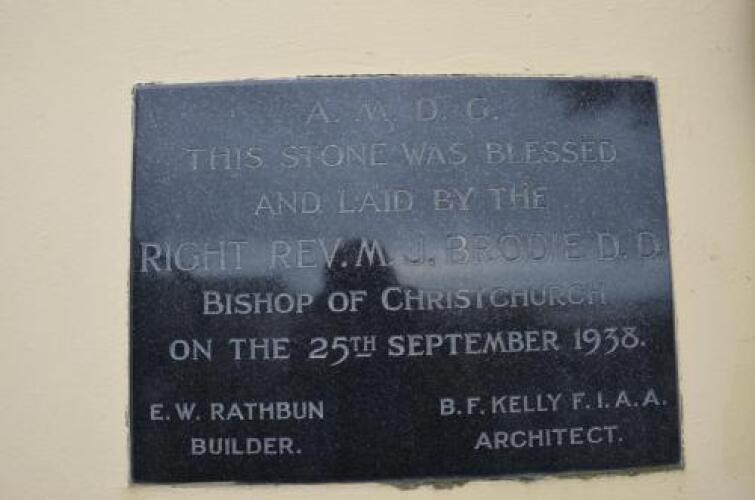 A. M. D. G.
THIS STONE WAS BLESSED
AND LAID BY THE
RIGHT REV. M. J. BRODIE D. D.
BISHOP OF CHRISTCHURCH
ON THE 25TH SEPTEMBER 1938.
E. W. RATHBUN
BUILDER.
B. F. KELLY F. I. A. A.
ARCHITECT.